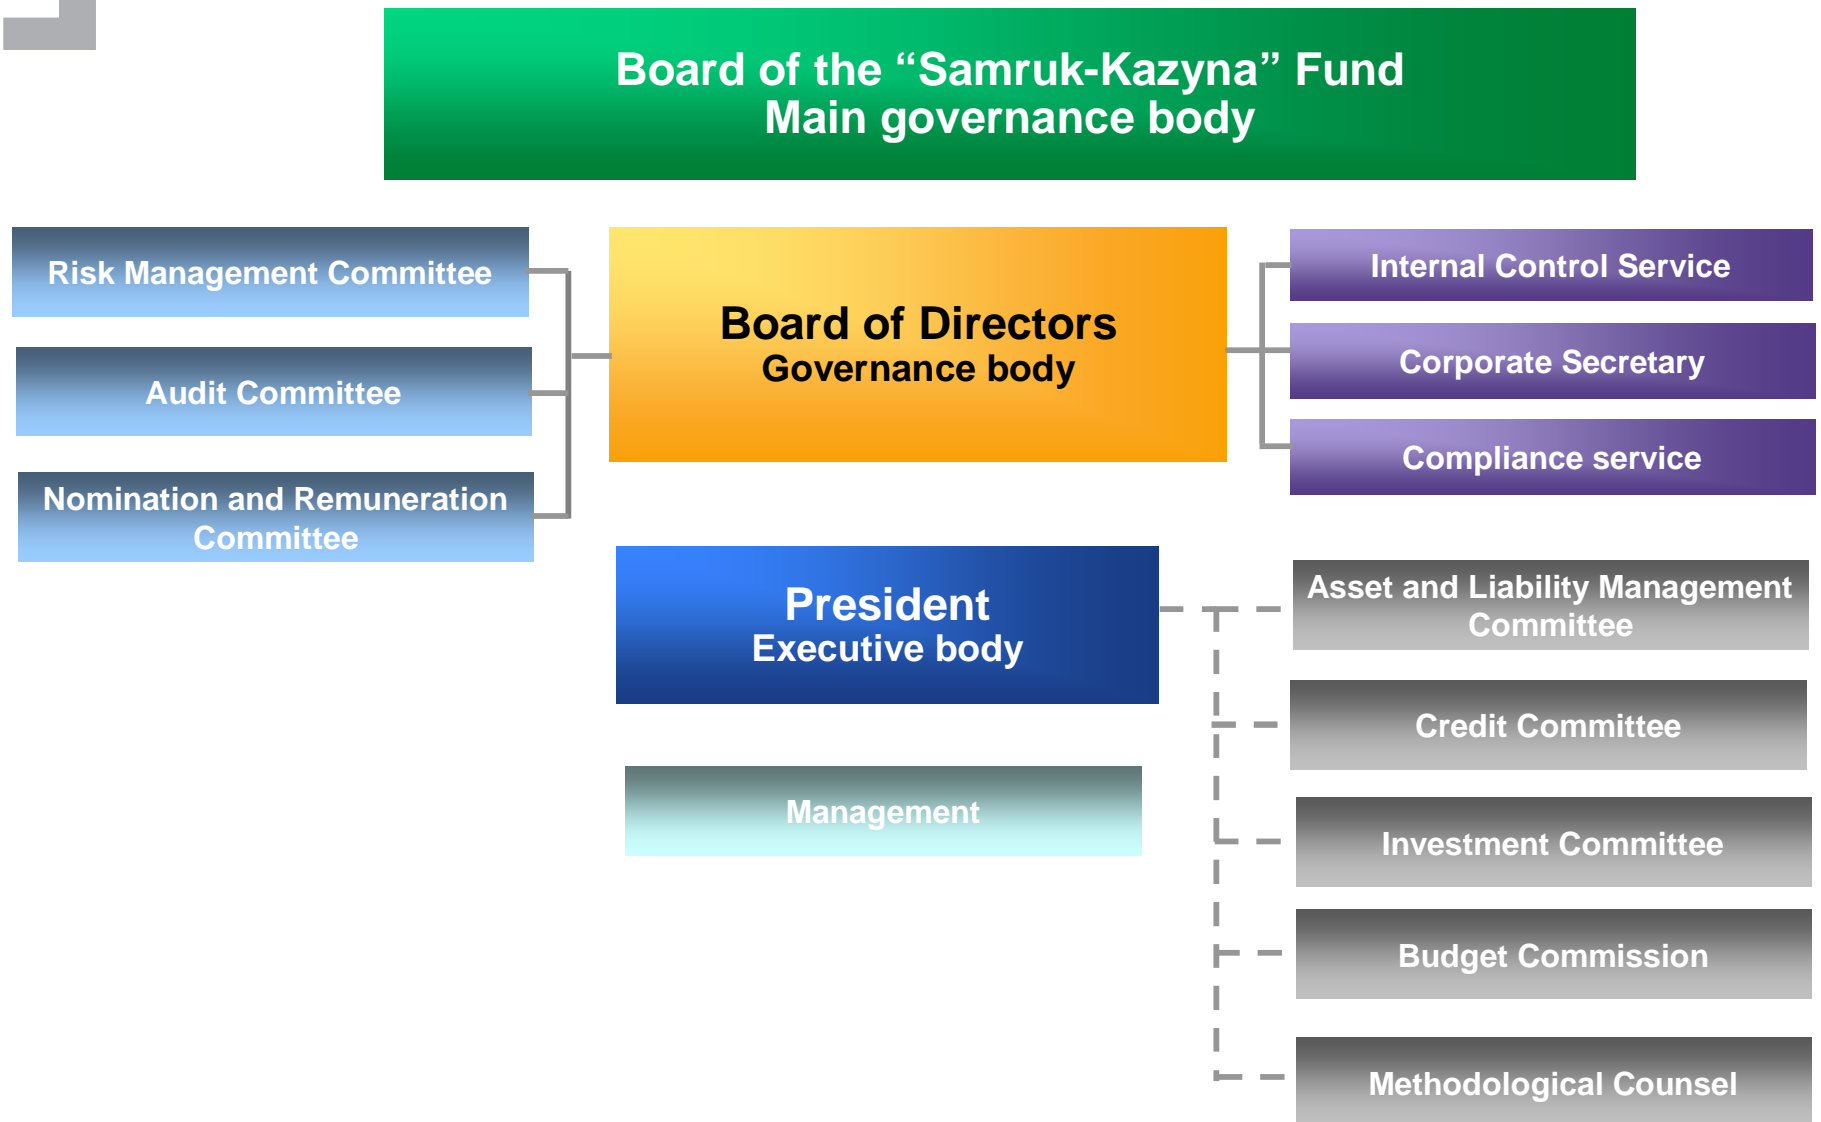 Board of the “Samruk-Kazyna” Fund
Main governance body
Risk Management Committee
Audit Committee
Nomination and Remuneration
Committee
Board of Directors
Governance body
Internal Control Service
Corporate Secretary
Compliance service
President
Executive body
Management
Asset and Liability Management
Committee
Credit Committee
Investment Committee
Budget Commission
Methodological Counsel